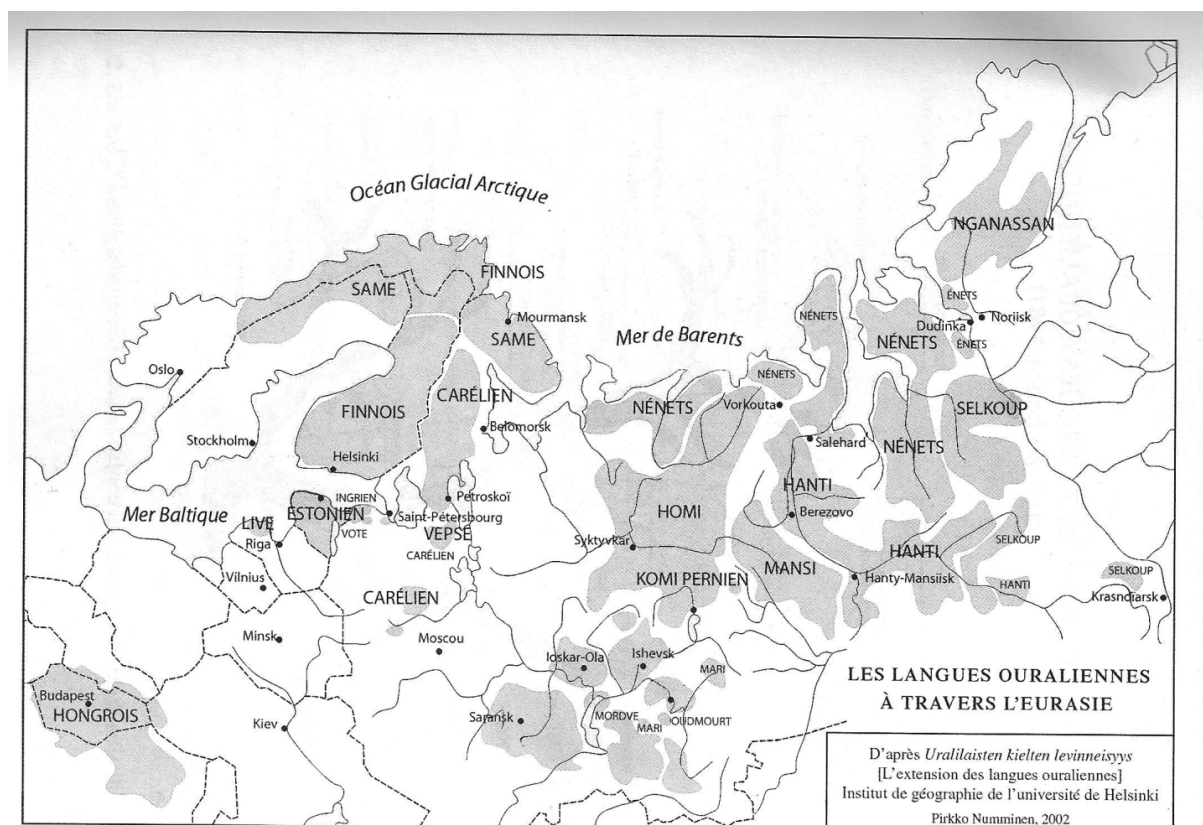 Océan Glacial Arctique
NGANASSAN
FINNOIS
SAME
ÉNETS
Noriisk
Mourmansk
NÉNETS
Dudiñka
SAME
Mer de Barents
NÉNETS
ÉNETS
Oslo
NÉNETS
CARÉLIEN
NÉNETS
Vorkouta
SELKOUP
FINNOIS
Stockholm
Belomorsk
Salehard
NÉNETS
Helsinki
HANTI
INGRIEN
Petroskoï
Mer Baltique
LIVE
ESTONIEN
Saint-Pétersbourg
HOMI
Berezovo
VOTE
VEPSE
Riga
CARÉLIEN
Syktyvkar
HANTI
SELKOUP
Vilnius
KOMI PERNIEN
MANSI
Hanty-Mansiisk
HANTI
SELKOUP
CARÉLIEN
Krasnoïarsk
Minsk
Moscou
Ioskar-Ola
Ishevsk
MARI
Budapest
HONGROIS
Kiev
Saransk
MORDVE
MARI
OUDMOURT
LES LANGUES OURALIENNES
À TRAVERS L'EURASIE
D'après Uralilaisten kielten levinneisyys
[L'extension des langues ouraliennes]
Institut de géographie de l'université de Helsinki
Pirkko Numminen, 2002